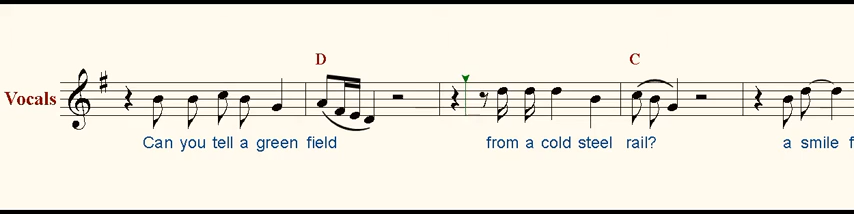 D C
Vocals
Can you tell a green field from a cold steel rail? a smile f